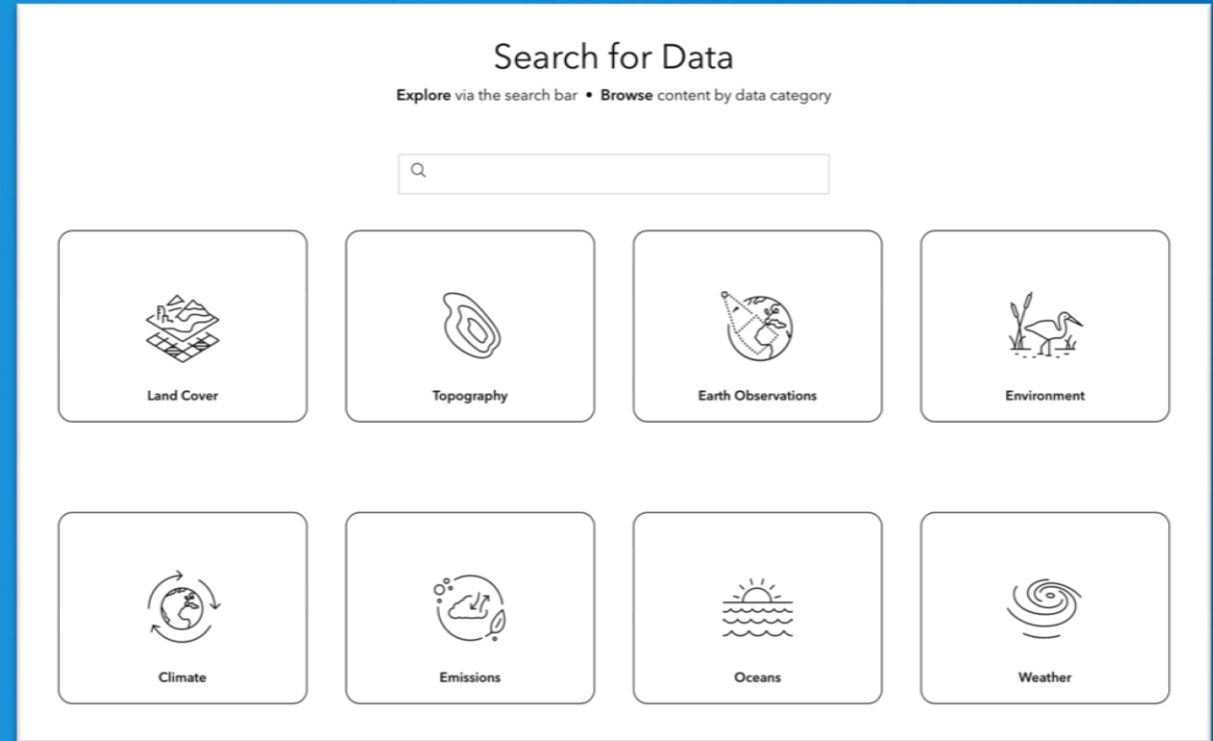 Search for Data
Explore via the search bar • Browse content by data category
Land Cover
Topography
Earth Observations
Environment
Climate
Emissions
Oceans
Weather